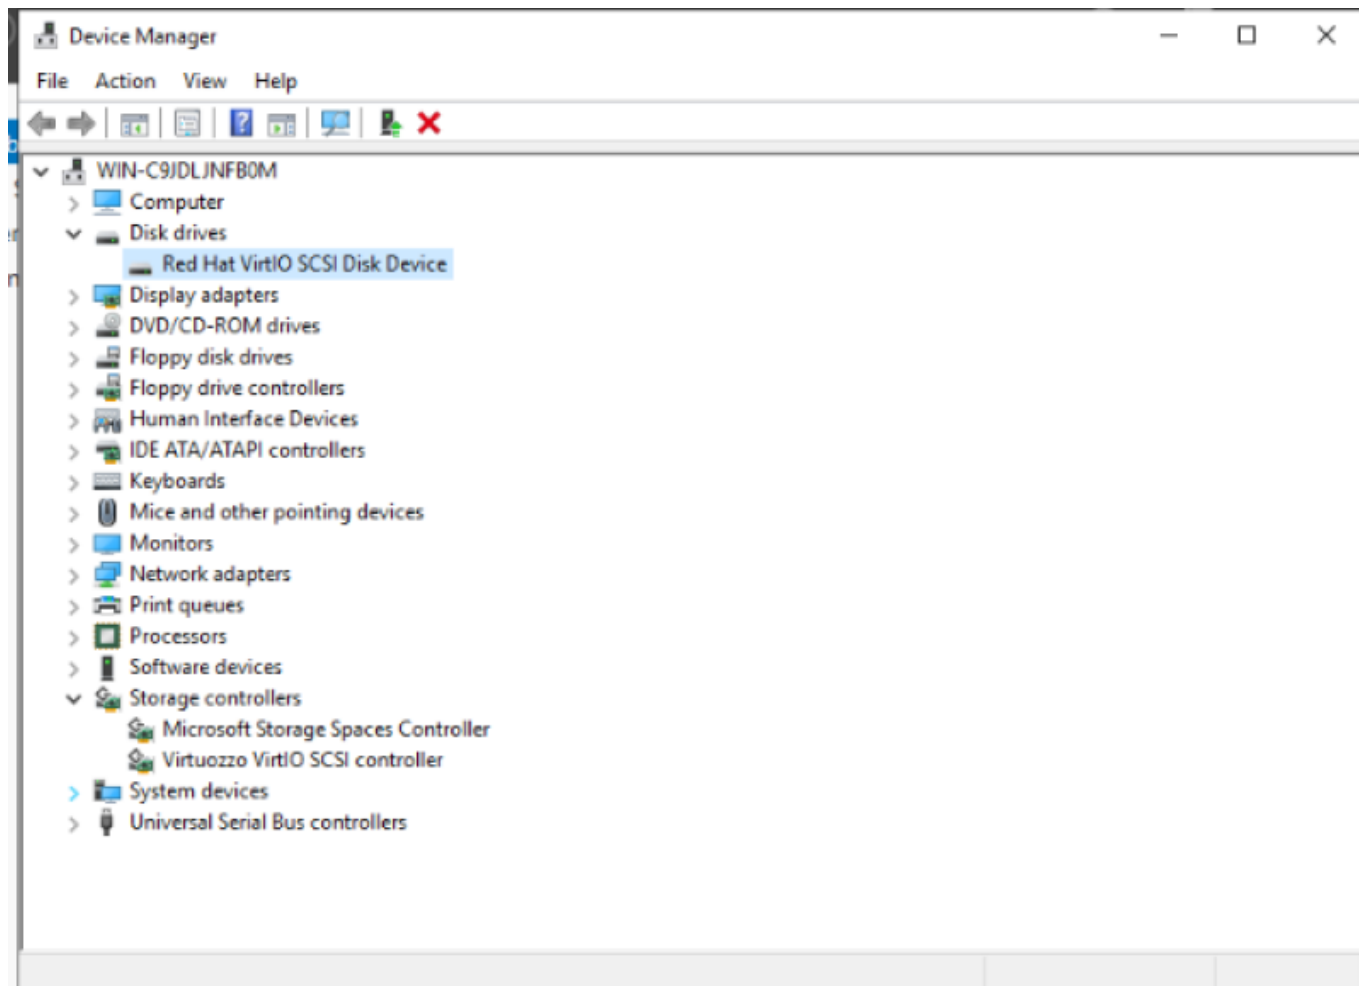 Device Manager
File Action View Help
WIN-C9JDLJNFB0M
Computer
Disk drives
Red Hat VirtIO SCSI Disk Device
Display adapters
DVD/CD-ROM drives
Floppy disk drives
Floppy drive controllers
Human Interface Devices
IDE ATA/ATAPI controllers
Keyboards
Mice and other pointing devices
Monitors
Network adapters
Print queues
Processors
Software devices
Storage controllers
Microsoft Storage Spaces Controller
Virtuozzo VirtIO SCSI controller
System devices
Universal Serial Bus controllers